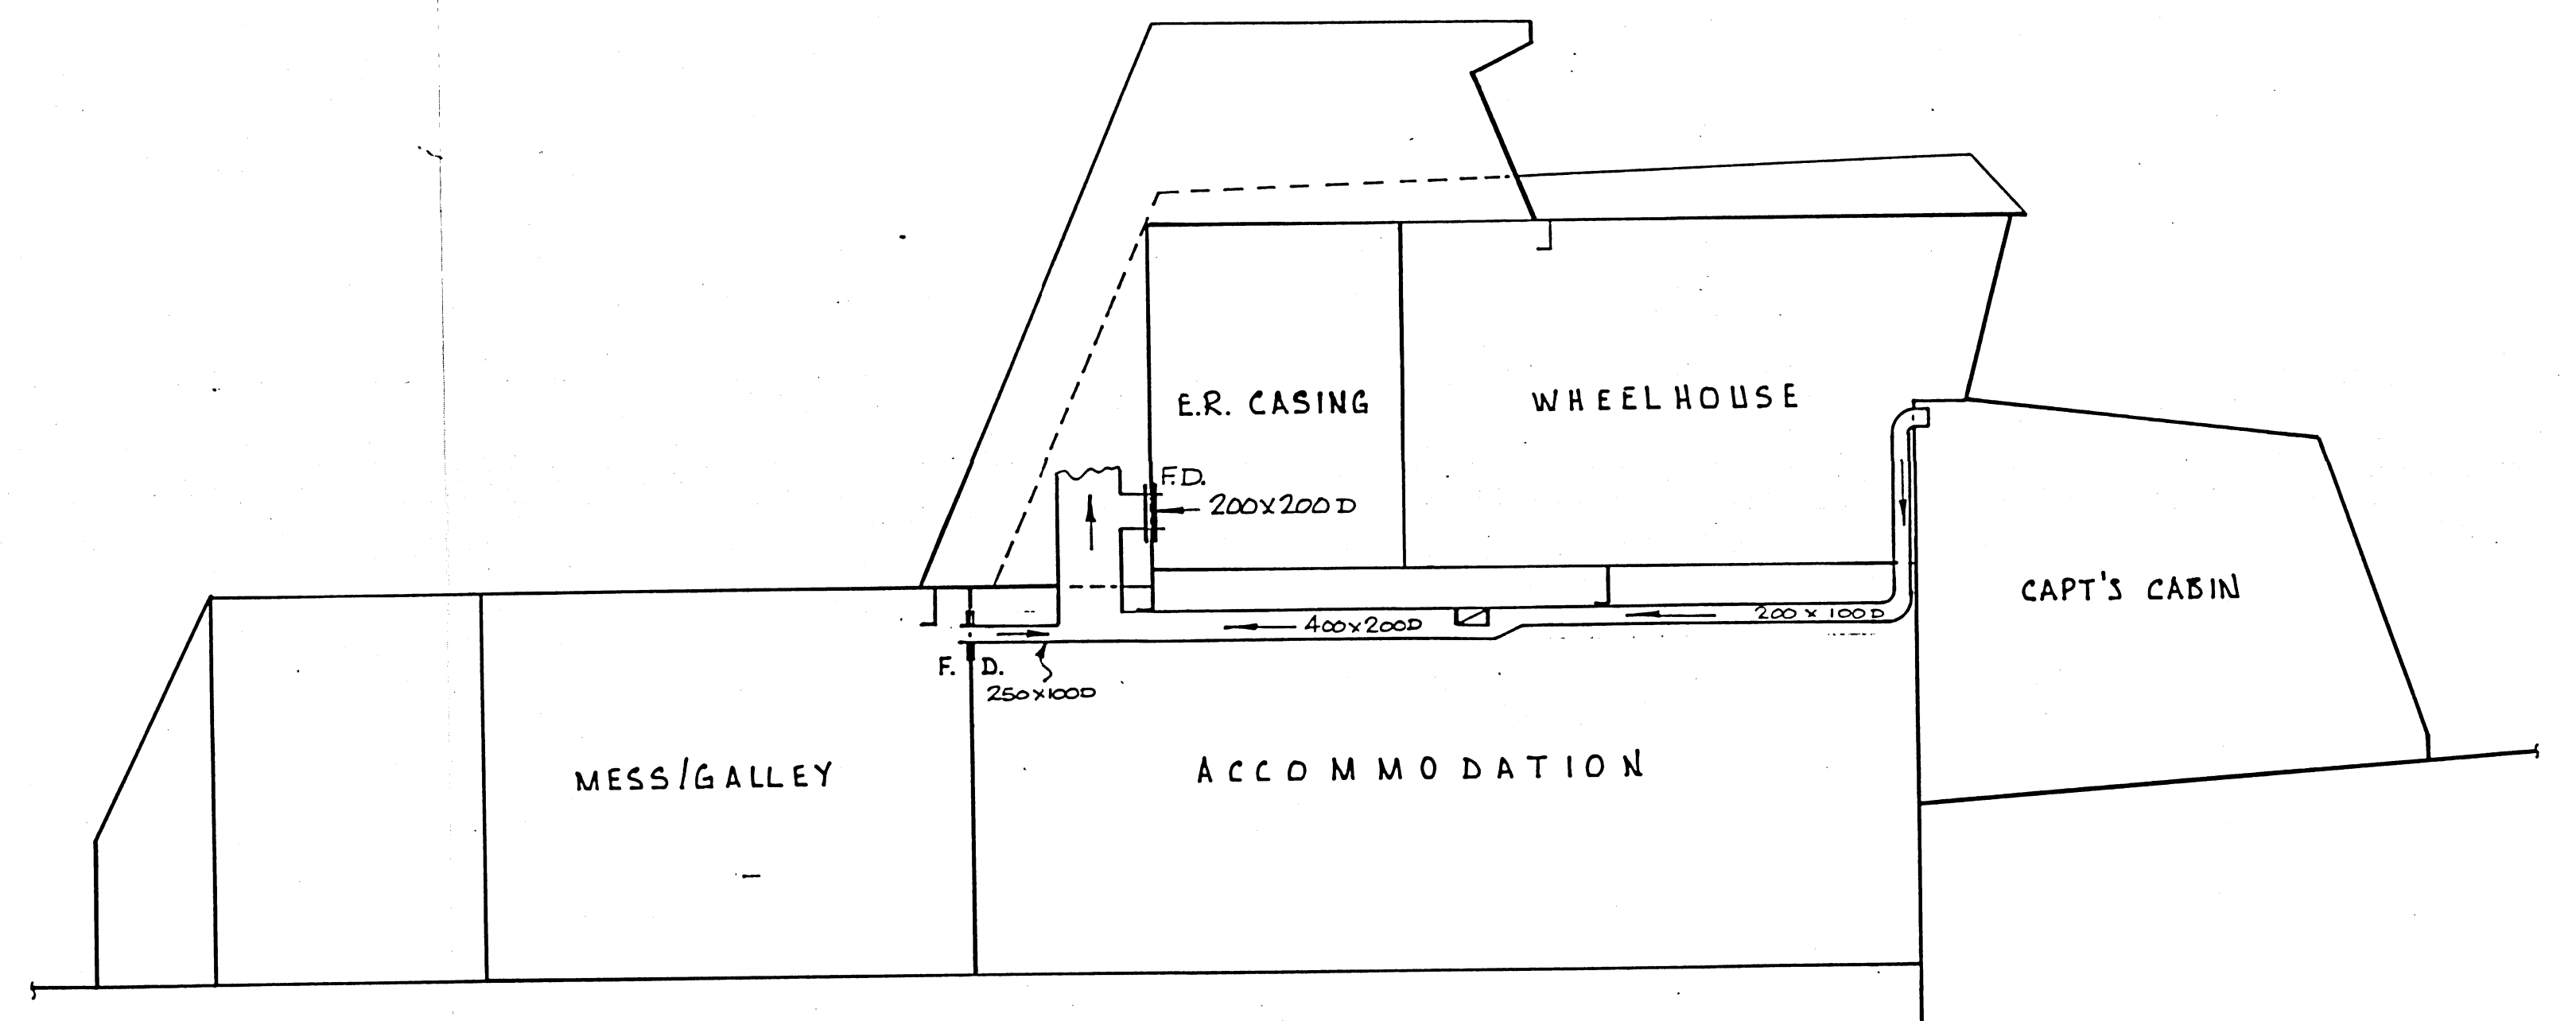 E.R. CASING
WHEELHOUSE
F.D.
200X200D
CAPT'S CABIN
400X200D
200 X 100D
F. D.
250X100D
MESS/GALLEY
ACCOMMODATION